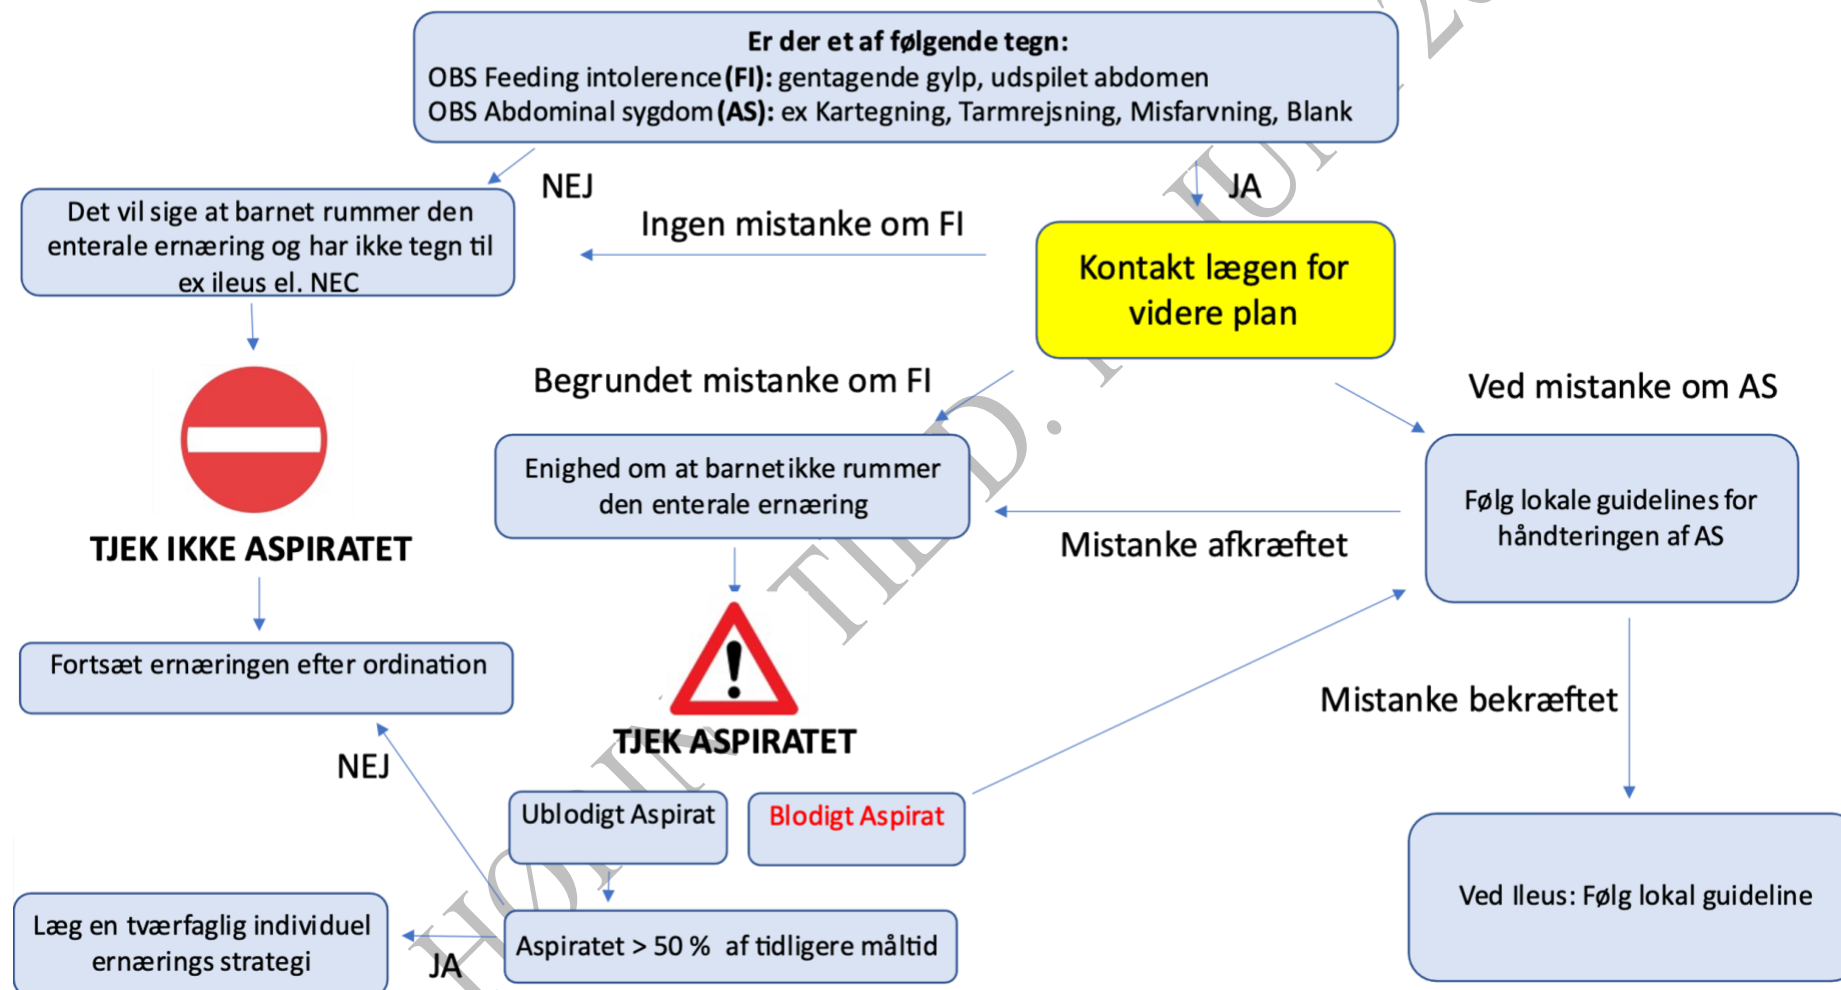 Er der et af følgende tegn:
OBS Feeding intolerence (FI): gentagende gylp, udspilet abdomen
OBS Abdominal sygdom (AS): ex Kartegning, Tarmrejsning, Misfarvning, Blank
NEJ
JA
Det vil sige at barnet rummer den
enterale ernæring og har ikke tegn til
ex ileus el. NEC
Ingen mistanke om FI
Kontakt lægen for
videre plan
Begrundet mistanke om FI
Ved mistanke om AS
TJEK IKKE ASPIRATET
Enighed om at barnet ikke rummer
den enterale ernæring
Mistanke afkræftet
Følg lokale guidelines for
håndteringen af AS
Fortsæt ernæringen efter ordination
!
TJEK ASPIRATET
Mistanke bekræftet
NEJ
Ublodigt Aspirat
Blodigt Aspirat
Læg en tværfaglig individuel
ernærings strategi
JA
Aspiratet > 50 % af tidligere måltid
Ved Ileus: Følg lokal guideline